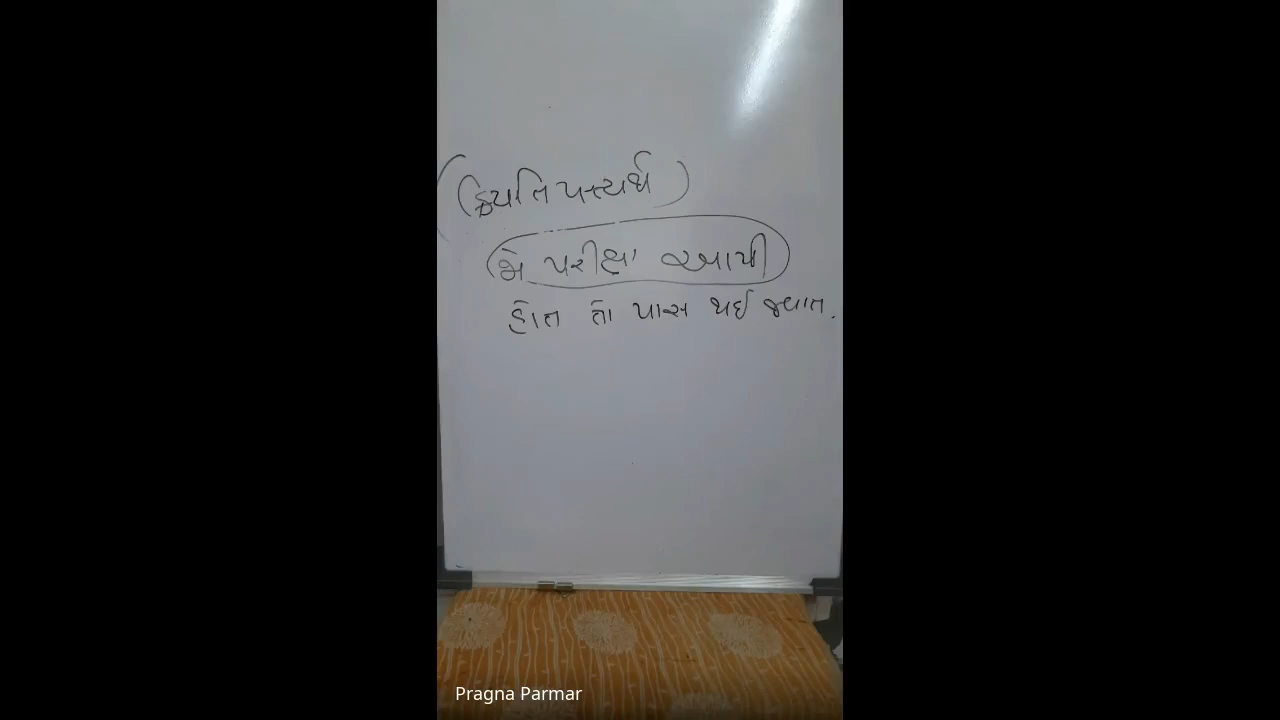 (ક્રિયાતિપત્યર્થ)
જો પરીક્ષા આપી
હોત તો પાસ થઈ જાત.
Pragna Parmar